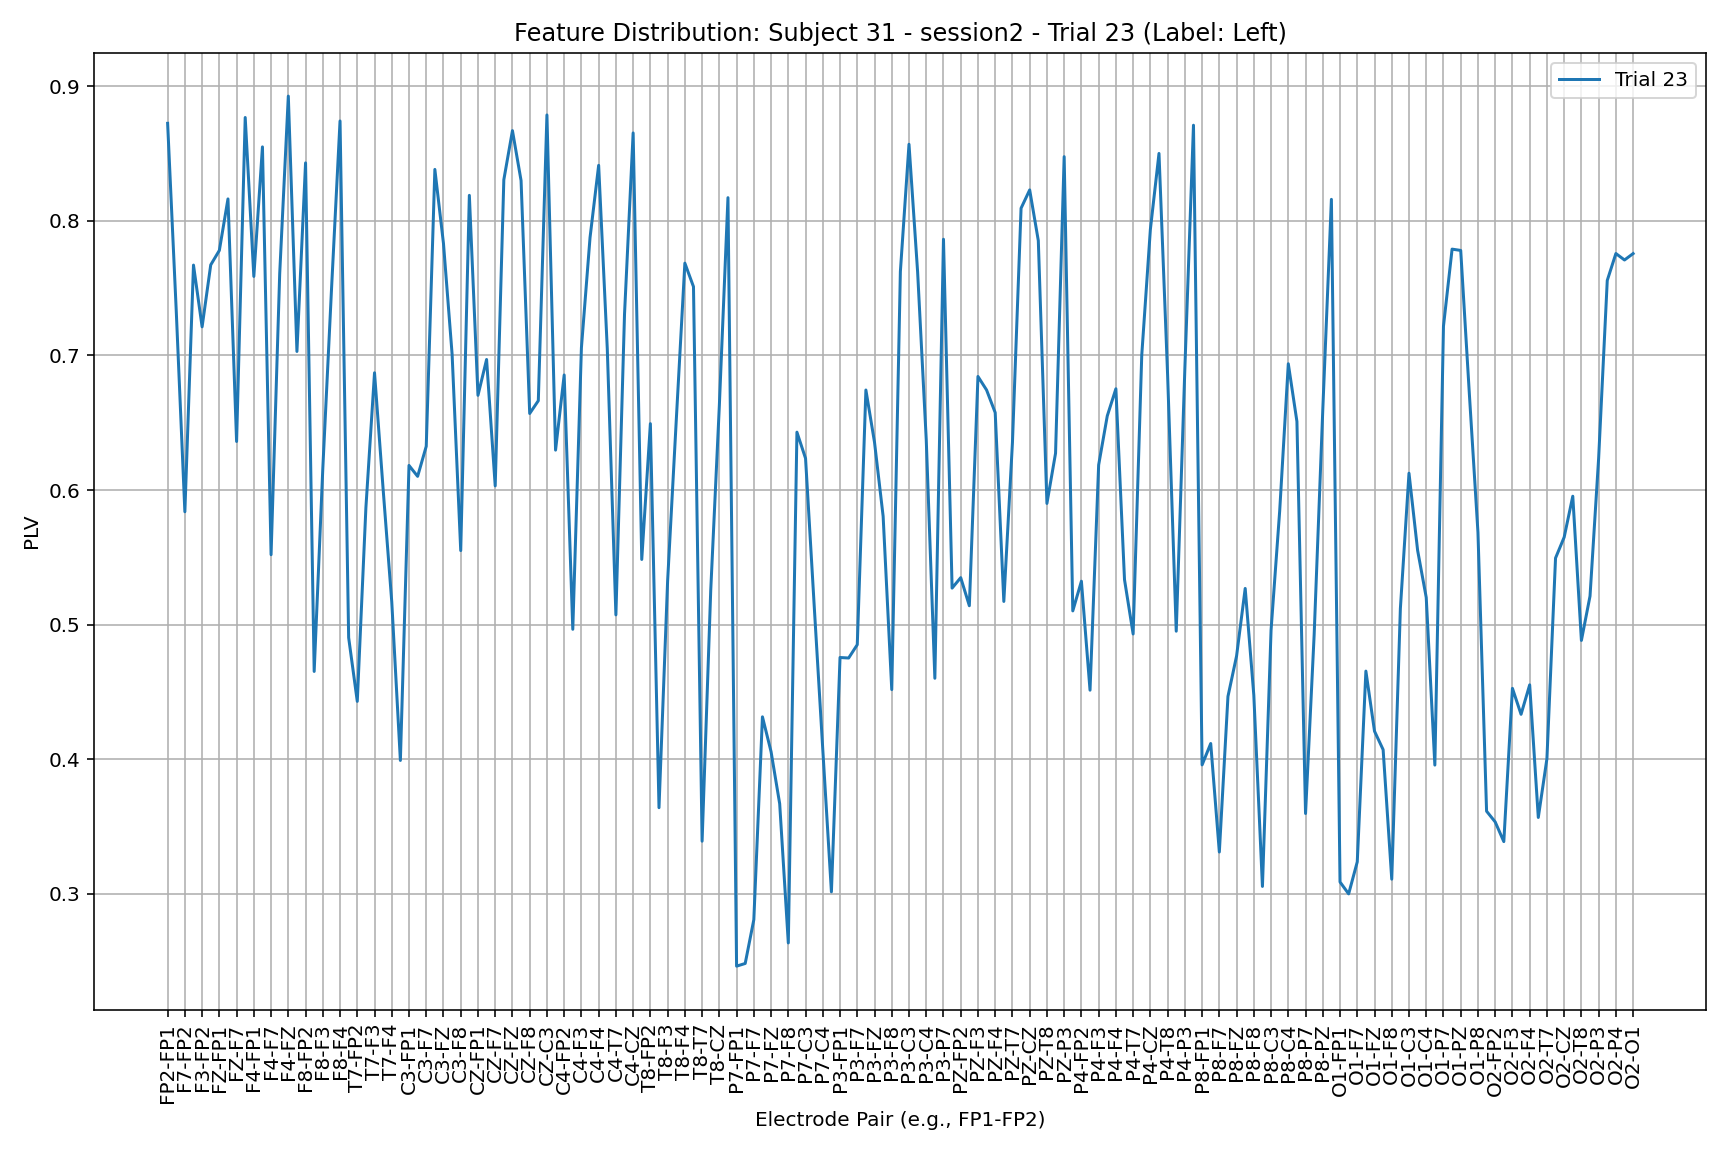 Feature Distribution: Subject 31 - session2 - Trial 23 (Label: Left)
Trial 23
PLV
0.9
0.8
0.7
0.6
0.5
0.4
0.3
FP2-FP1
F7-FP2
F3-FP2
FZ-FP1
FZ-F7
F4-FP1
F4-F7
F4-FZ
F8-FP2
F8-F3
F8-F4
T7-FP2
T7-F3
T7-F4
C3-FP1
C3-F7
C3-FZ
C3-F8
CZ-FP1
CZ-F7
CZ-FZ
CZ-F8
CZ-C3
C4-FP2
C4-F3
C4-F4
C4-T7
C4-CZ
T8-FP2
T8-F3
T8-F4
T8-T7
T8-CZ
P7-FP1
P7-F7
P7-FZ
P7-F8
P7-C3
P7-C4
P3-FP1
P3-F7
P3-FZ
P3-F8
P3-C3
P3-C4
P3-P7
PZ-FP2
PZ-F3
PZ-F4
PZ-T7
PZ-CZ
PZ-T8
PZ-P3
P4-FP2
P4-F3
P4-F4
P4-T7
P4-CZ
P4-T8
P4-P3
P8-FP1
P8-F7
P8-FZ
P8-F8
P8-C3
P8-C4
P8-P7
P8-PZ
O1-FP1
O1-F7
O1-FZ
O1-F8
O1-C3
O1-C4
O1-P7
O1-PZ
O1-P8
O2-FP2
O2-F3
O2-F4
O2-T7
O2-CZ
O2-T8
O2-P3
O2-P4
O2-O1
Electrode Pair (e.g., FP1-FP2)